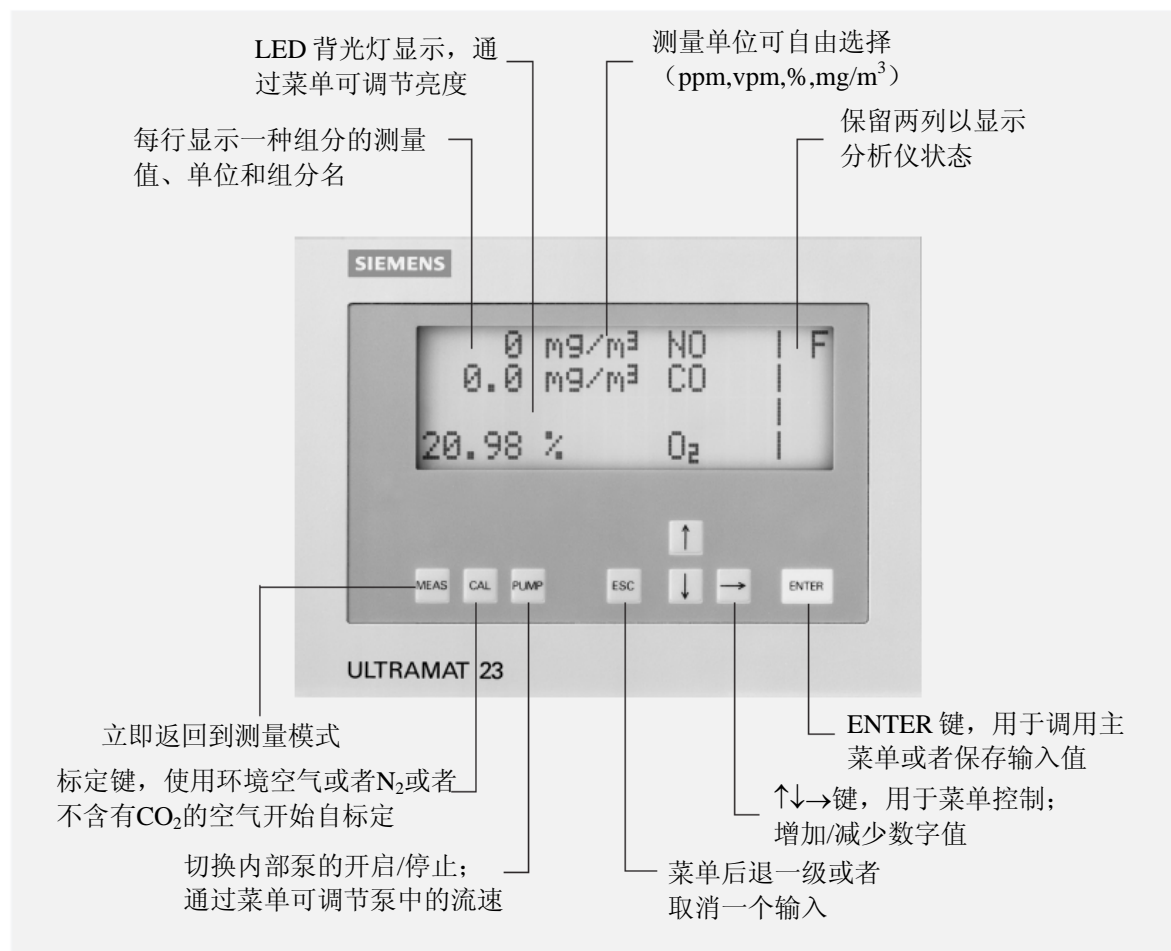 LED 背光灯显示，通
过菜单可调节亮度
测量单位可自由选择
（ppm,vpm,%,mg/m³）
每行显示一种组分的测量
值、单位和组分名
保留两列以显示
分析仪状态
SIEMENS
0 mg/m³ NO | F
0.0 mg/m³ CO |
|
20.98 % O₂ |
↑
MEAS CAL PUMP ESC ↓ → ENTER
ULTRAMAT 23
立即返回到测量模式
标定键，使用环境空气或者N₂或者
不含有CO₂的空气开始自标定
切换内部泵的开启/停止；
通过菜单可调节泵中的流速
ENTER 键，用于调用主
菜单或者保存输入值
↑↓→键，用于菜单控制；
增加/减少数字值
菜单后退一级或者
取消一个输入